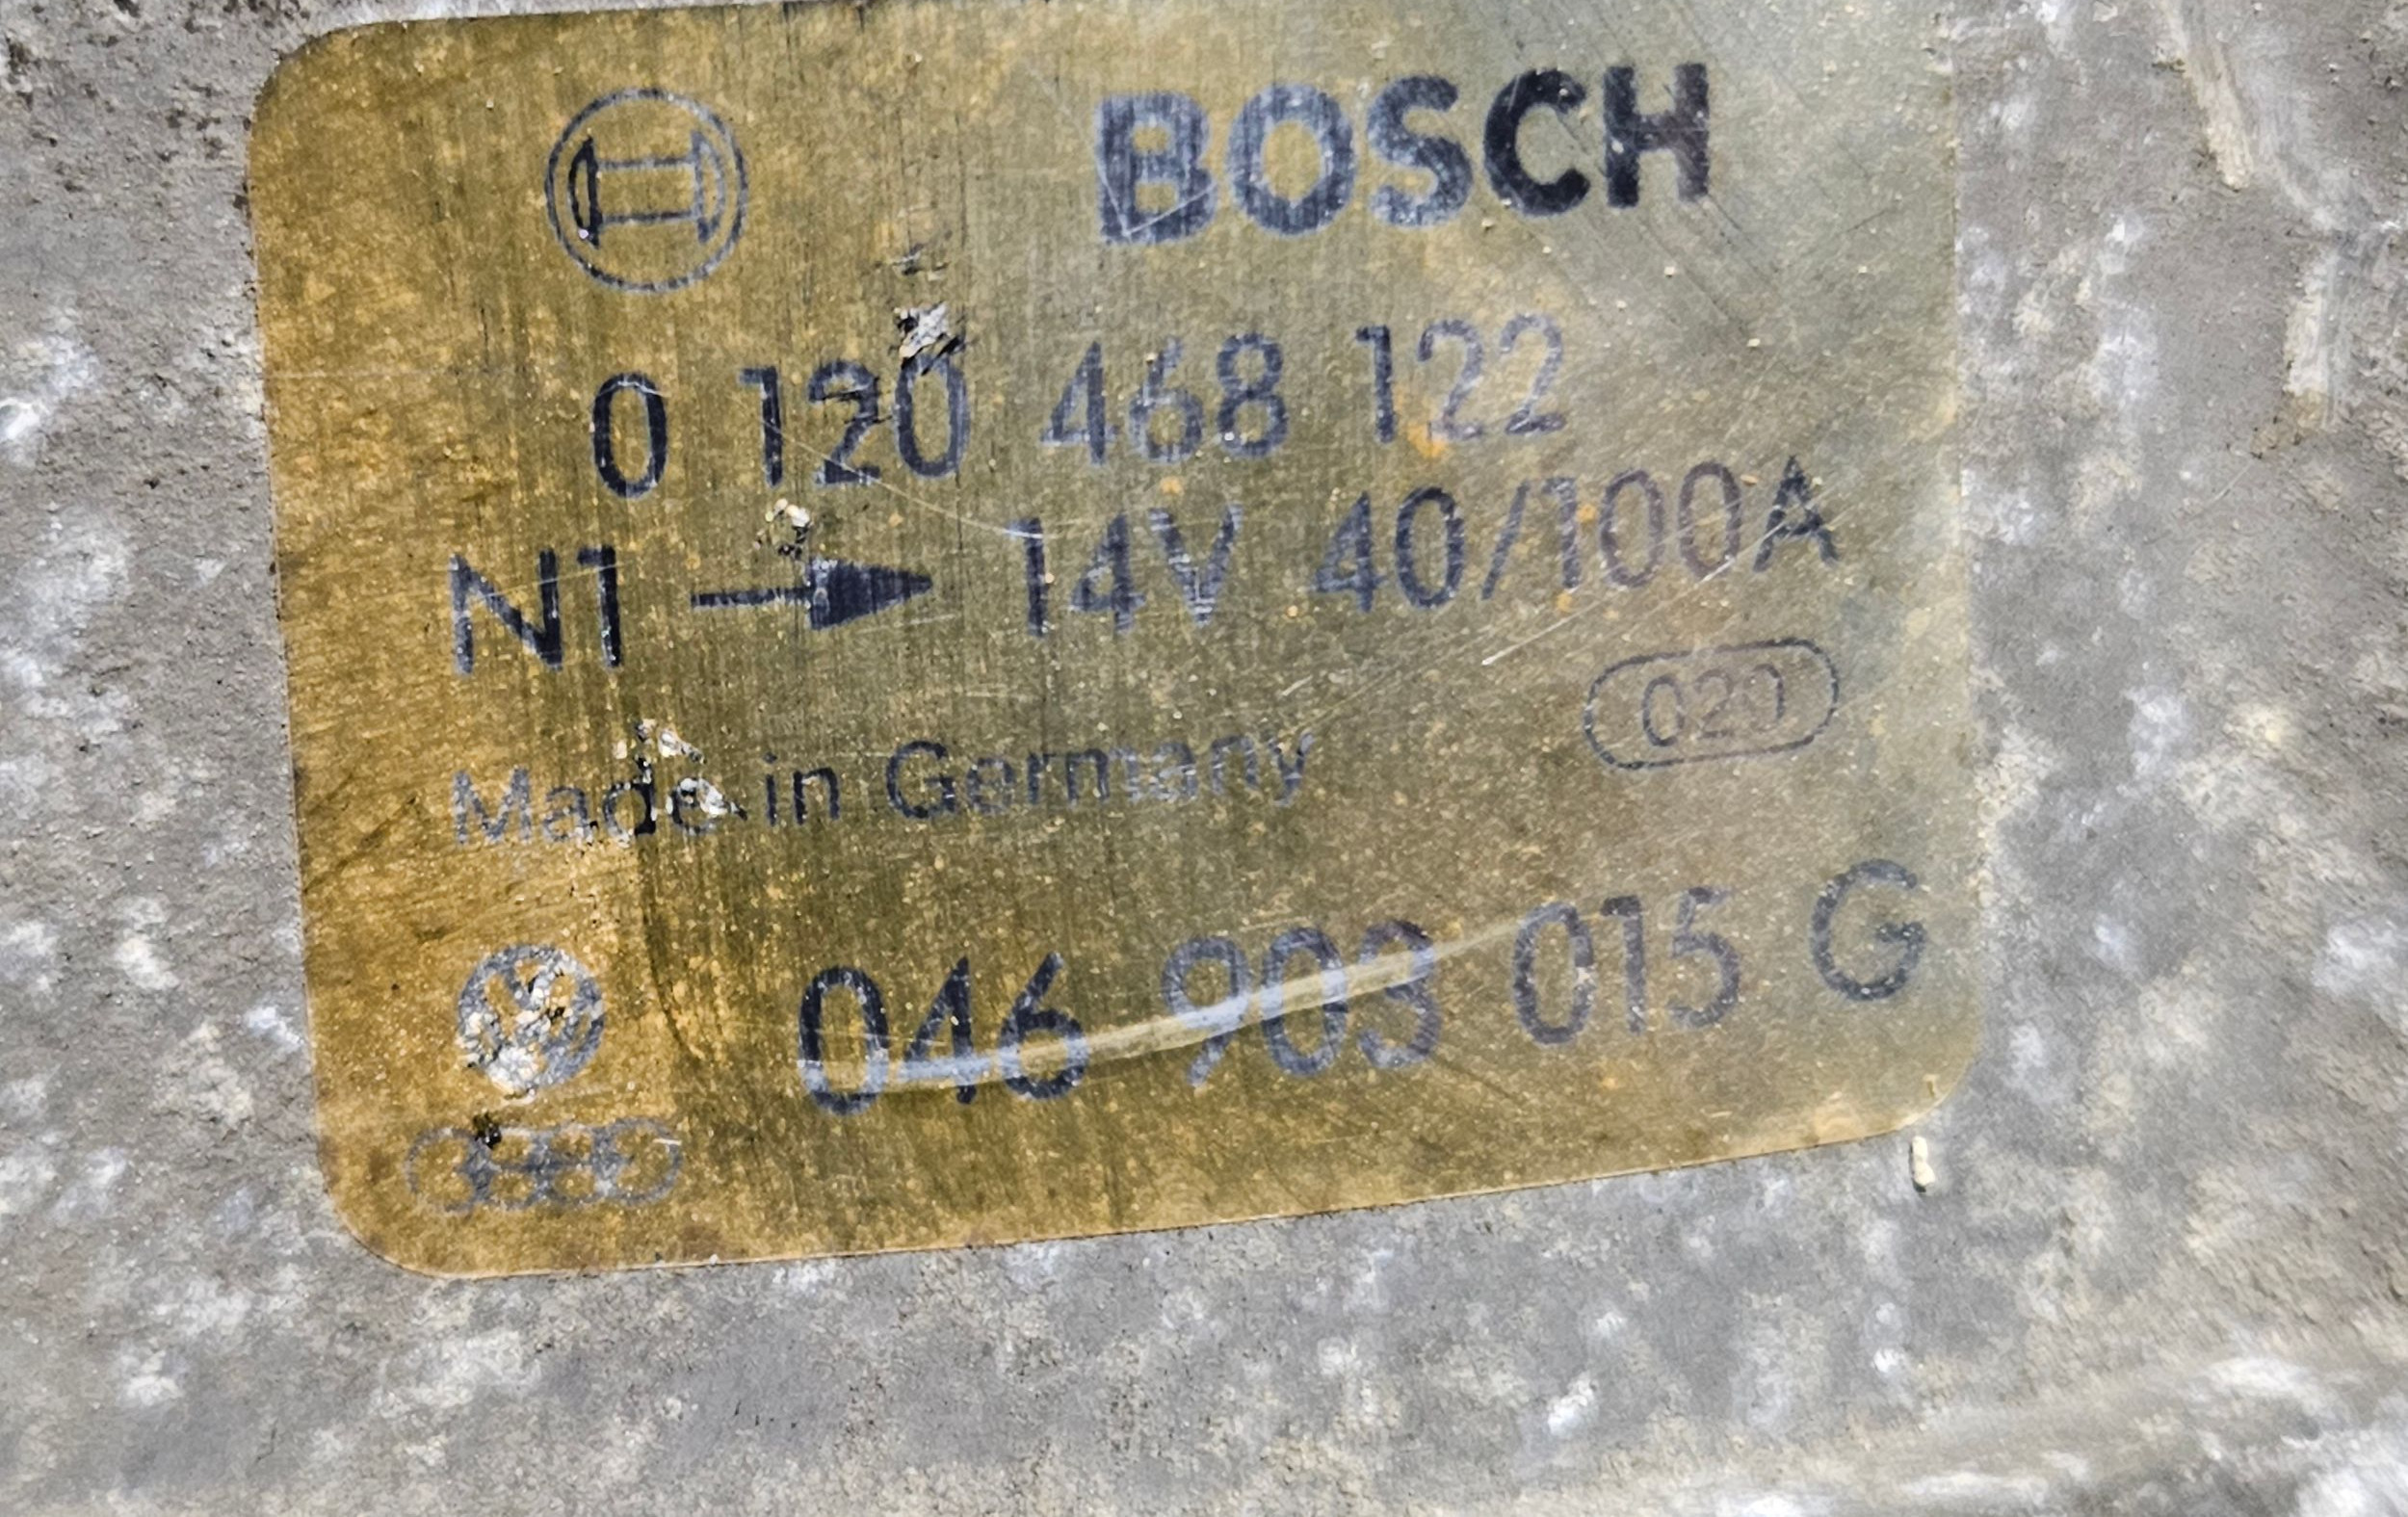 BOSCH
0 120 468 122
N1 → 14V 40/100A
020
Made in Germany
046 903 015 G